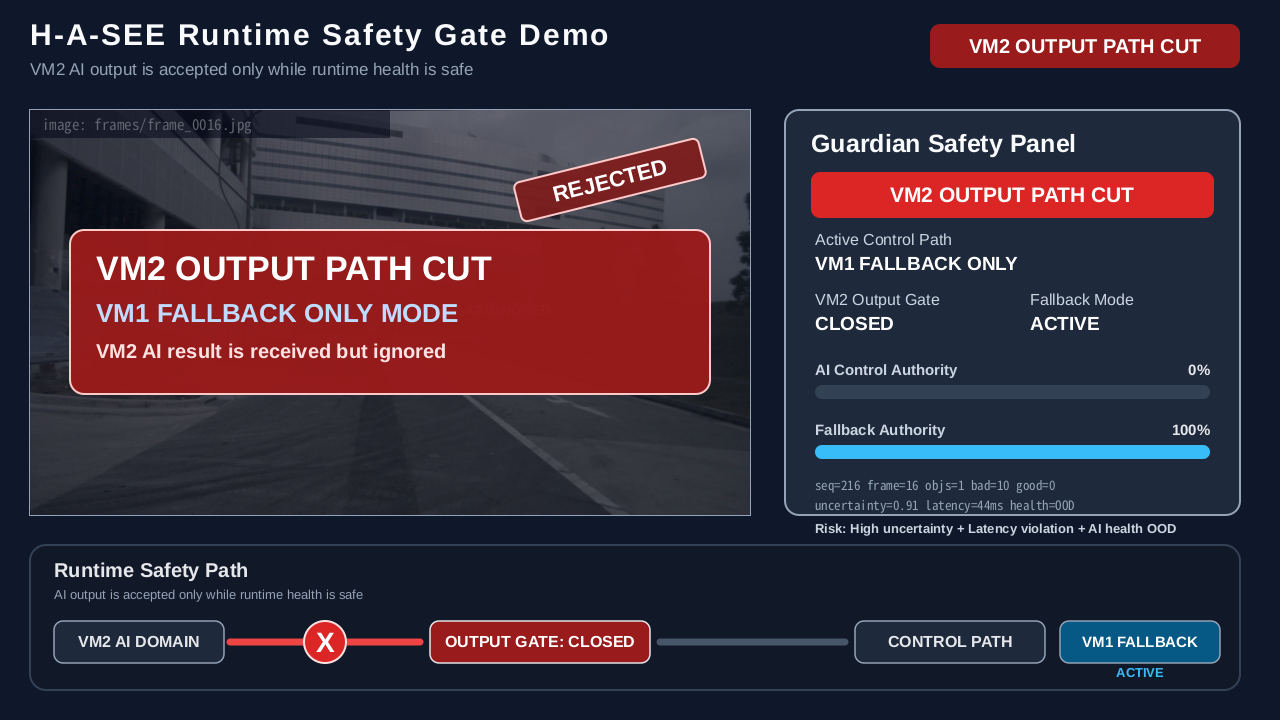 H-A-SEE Runtime Safety Gate Demo
VM2 AI output is accepted only while runtime health is safe
VM2 OUTPUT PATH CUT
image: frames/frame_0016.jpg
REJECTED
VM2 OUTPUT PATH CUT
VM1 FALLBACK ONLY MODE
VM2 AI result is received but ignored
Guardian Safety Panel
VM2 OUTPUT PATH CUT
Active Control Path
VM1 FALLBACK ONLY
VM2 Output Gate
CLOSED
Fallback Mode
ACTIVE
AI Control Authority 0%
Fallback Authority 100%
seq=216 frame=16 objs=1 bad=10 good=0
uncertainty=0.91 latency=44ms health=OOD
Risk: High uncertainty + Latency violation + AI health OOD
Runtime Safety Path
AI output is accepted only while runtime health is safe
VM2 AI DOMAIN
X
OUTPUT GATE: CLOSED
CONTROL PATH
VM1 FALLBACK
ACTIVE